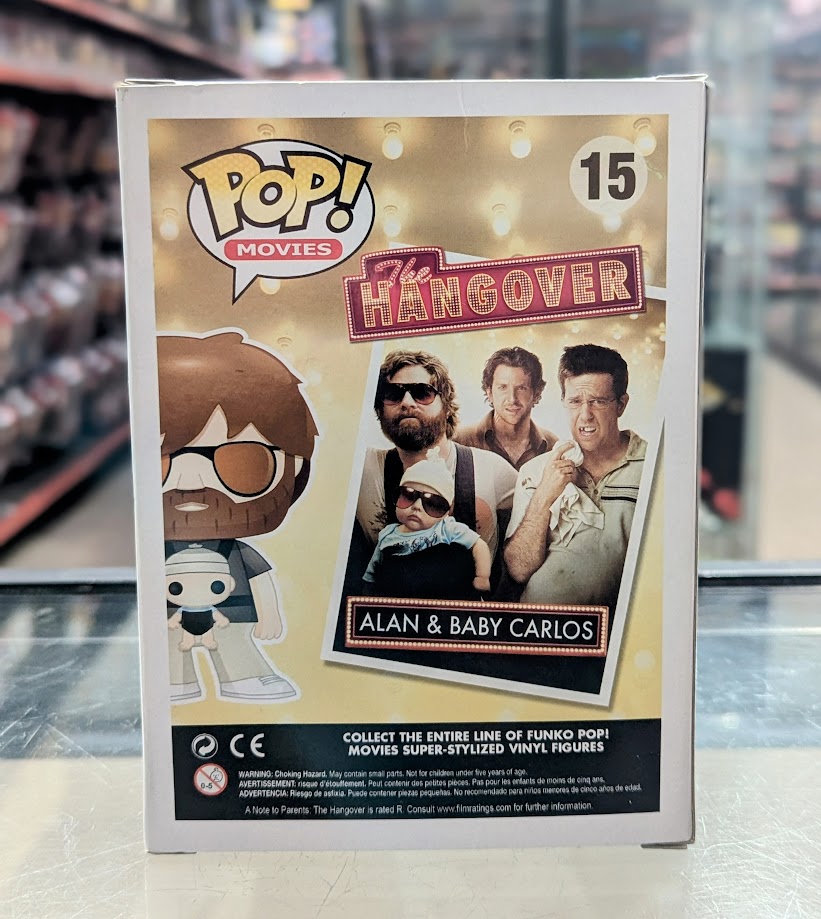 POP!
MOVIES
15
The
HANGOVER
ALAN & BABY CARLOS
CE
0-5
COLLECT THE ENTIRE LINE OF FUNKO POP!
MOVIES SUPER-STYLIZED VINYL FIGURES
WARNING: Choking Hazard. May contain small parts. Not for children under five years of age.
AVERTISSEMENT: risque d'étouffement. Peut contenir des petites pièces. Pas pour les enfants de moins de cinq ans.
ADVERTENCIA: Riesgo de asfixia. Puede contener piezas pequeñas. No recomendado para niños menores de cinco años de edad.
A Note to Parents: The Hangover is rated R. Consult www.filmratings.com for further information.